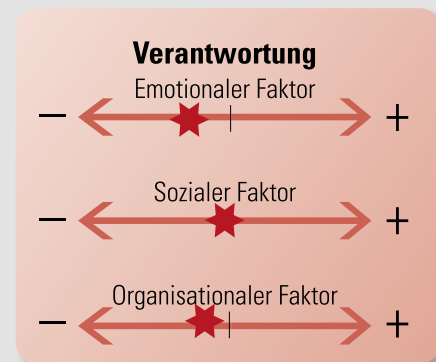 Verantwortung
Emotionaler Faktor
– +
Sozialer Faktor
– +
Organisationaler Faktor
– +